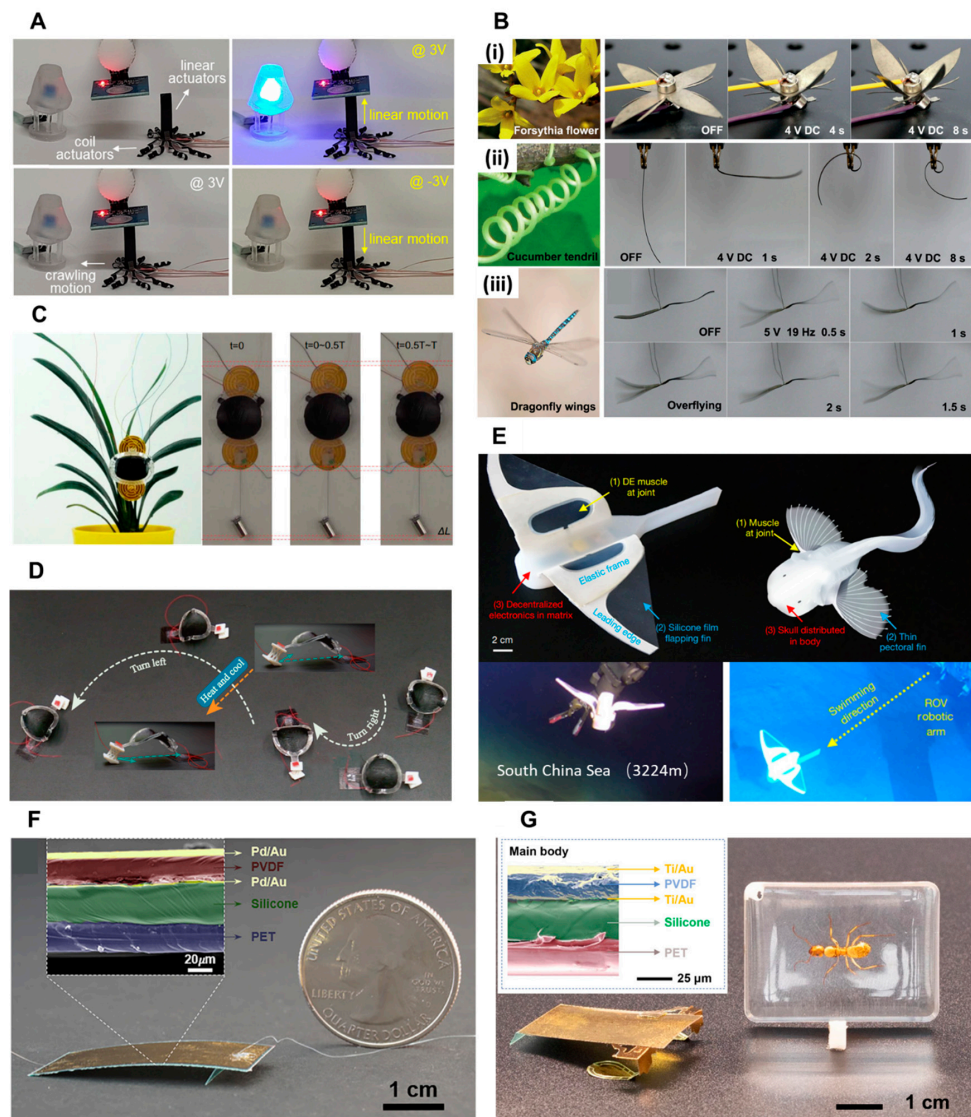 A
linear
actuators
coil
actuators
@ 3V
linear motion
@ 3V
crawling
motion
@ -3V
linear motion
B
(i)
Forsythia flower
OFF
4 V DC 4 s
4 V DC 8 s
(ii)
Cucumber tendril
OFF
4 V DC 1 s
4 V DC 2 s
4 V DC 8 s
(iii)
Dragonfly wings
OFF
5 V 19 Hz 0.5 s
1 s
Overflying
2 s
1.5 s
C
t=0
t=0~0.5T
t=0.5T~T
ΔL
D
Turn left
Heat and cool
Turn right
E
(1) DE muscle
at joint
Elastic frame
(3) Decentralized
electronics in matrix
Leading edge
(2) Silicone film
flapping fin
2 cm
(1) Muscle
at joint
(3) Skull distributed
in body
(2) Thin
pectoral fin
South China Sea （3224m）
Swimming
direction
ROV
robotic
arm
F
Pd/Au
PVDF
Pd/Au
Silicone
PET
20μm
UNITED STATES OF AMERICA
LIBERTY
QUARTER DOLLAR
1 cm
G
Main body
Ti/Au
PVDF
Ti/Au
Silicone
PET
25 μm
1 cm